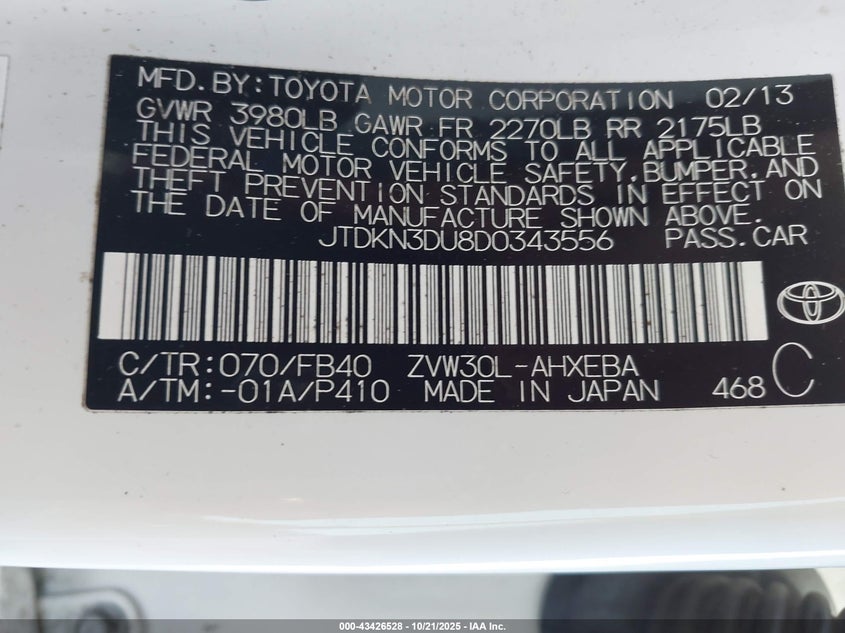 MFD.BY:TOYOTA MOTOR CORPORATION 02/13
GVWR 3980LB GAWR FR 2270LB RR 2175LB
THIS VEHICLE CONFORMS TO ALL APPLICABLE
FEDERAL MOTOR VEHICLE SAFETY,BUMPER,AND
THEFT PREVENTION STANDARDS IN EFFECT ON
THE DATE OF MANUFACTURE SHOWN ABOVE.
JTDKN3DU8D0343556 PASS.CAR
C/TR:070/FB40 ZVW30L-AHXEBA
A/TM:-01A/P410 MADE IN JAPAN 468 C
000-43426528 - 10/21/2025 - IAA Inc.